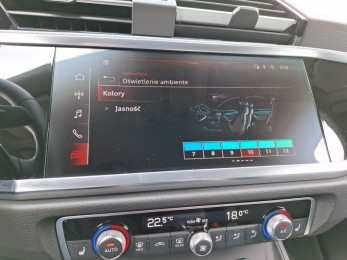 Oświetlenie ambiente
Kolory
> Jasność
7 8 9 10 11 12
22.5°C
18.0°C
AUTO
A/C